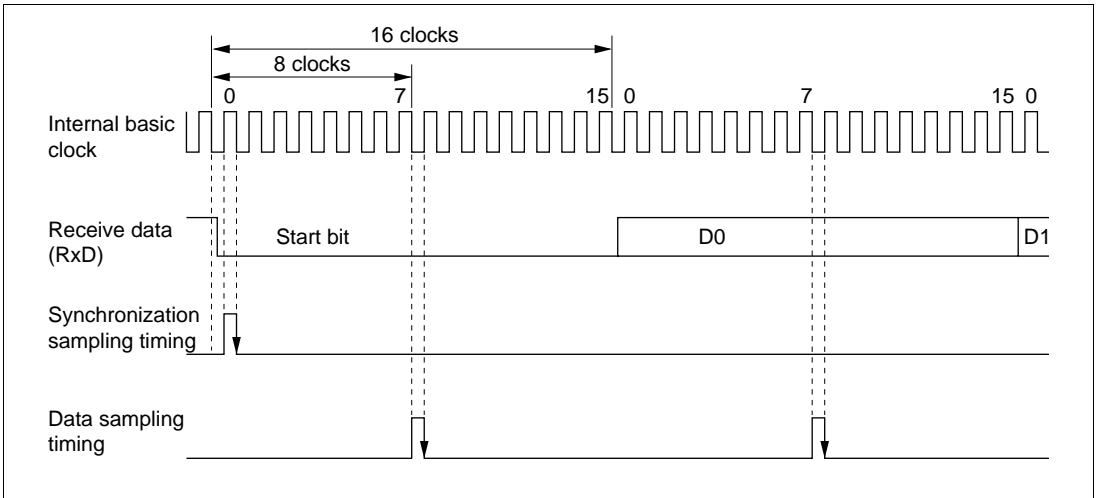 16 clocks
8 clocks
0 7 15 0 7 15 0
Internal basic
clock
Receive data
(RxD)
Start bit D0 D1
Synchronization
sampling timing
Data sampling
timing